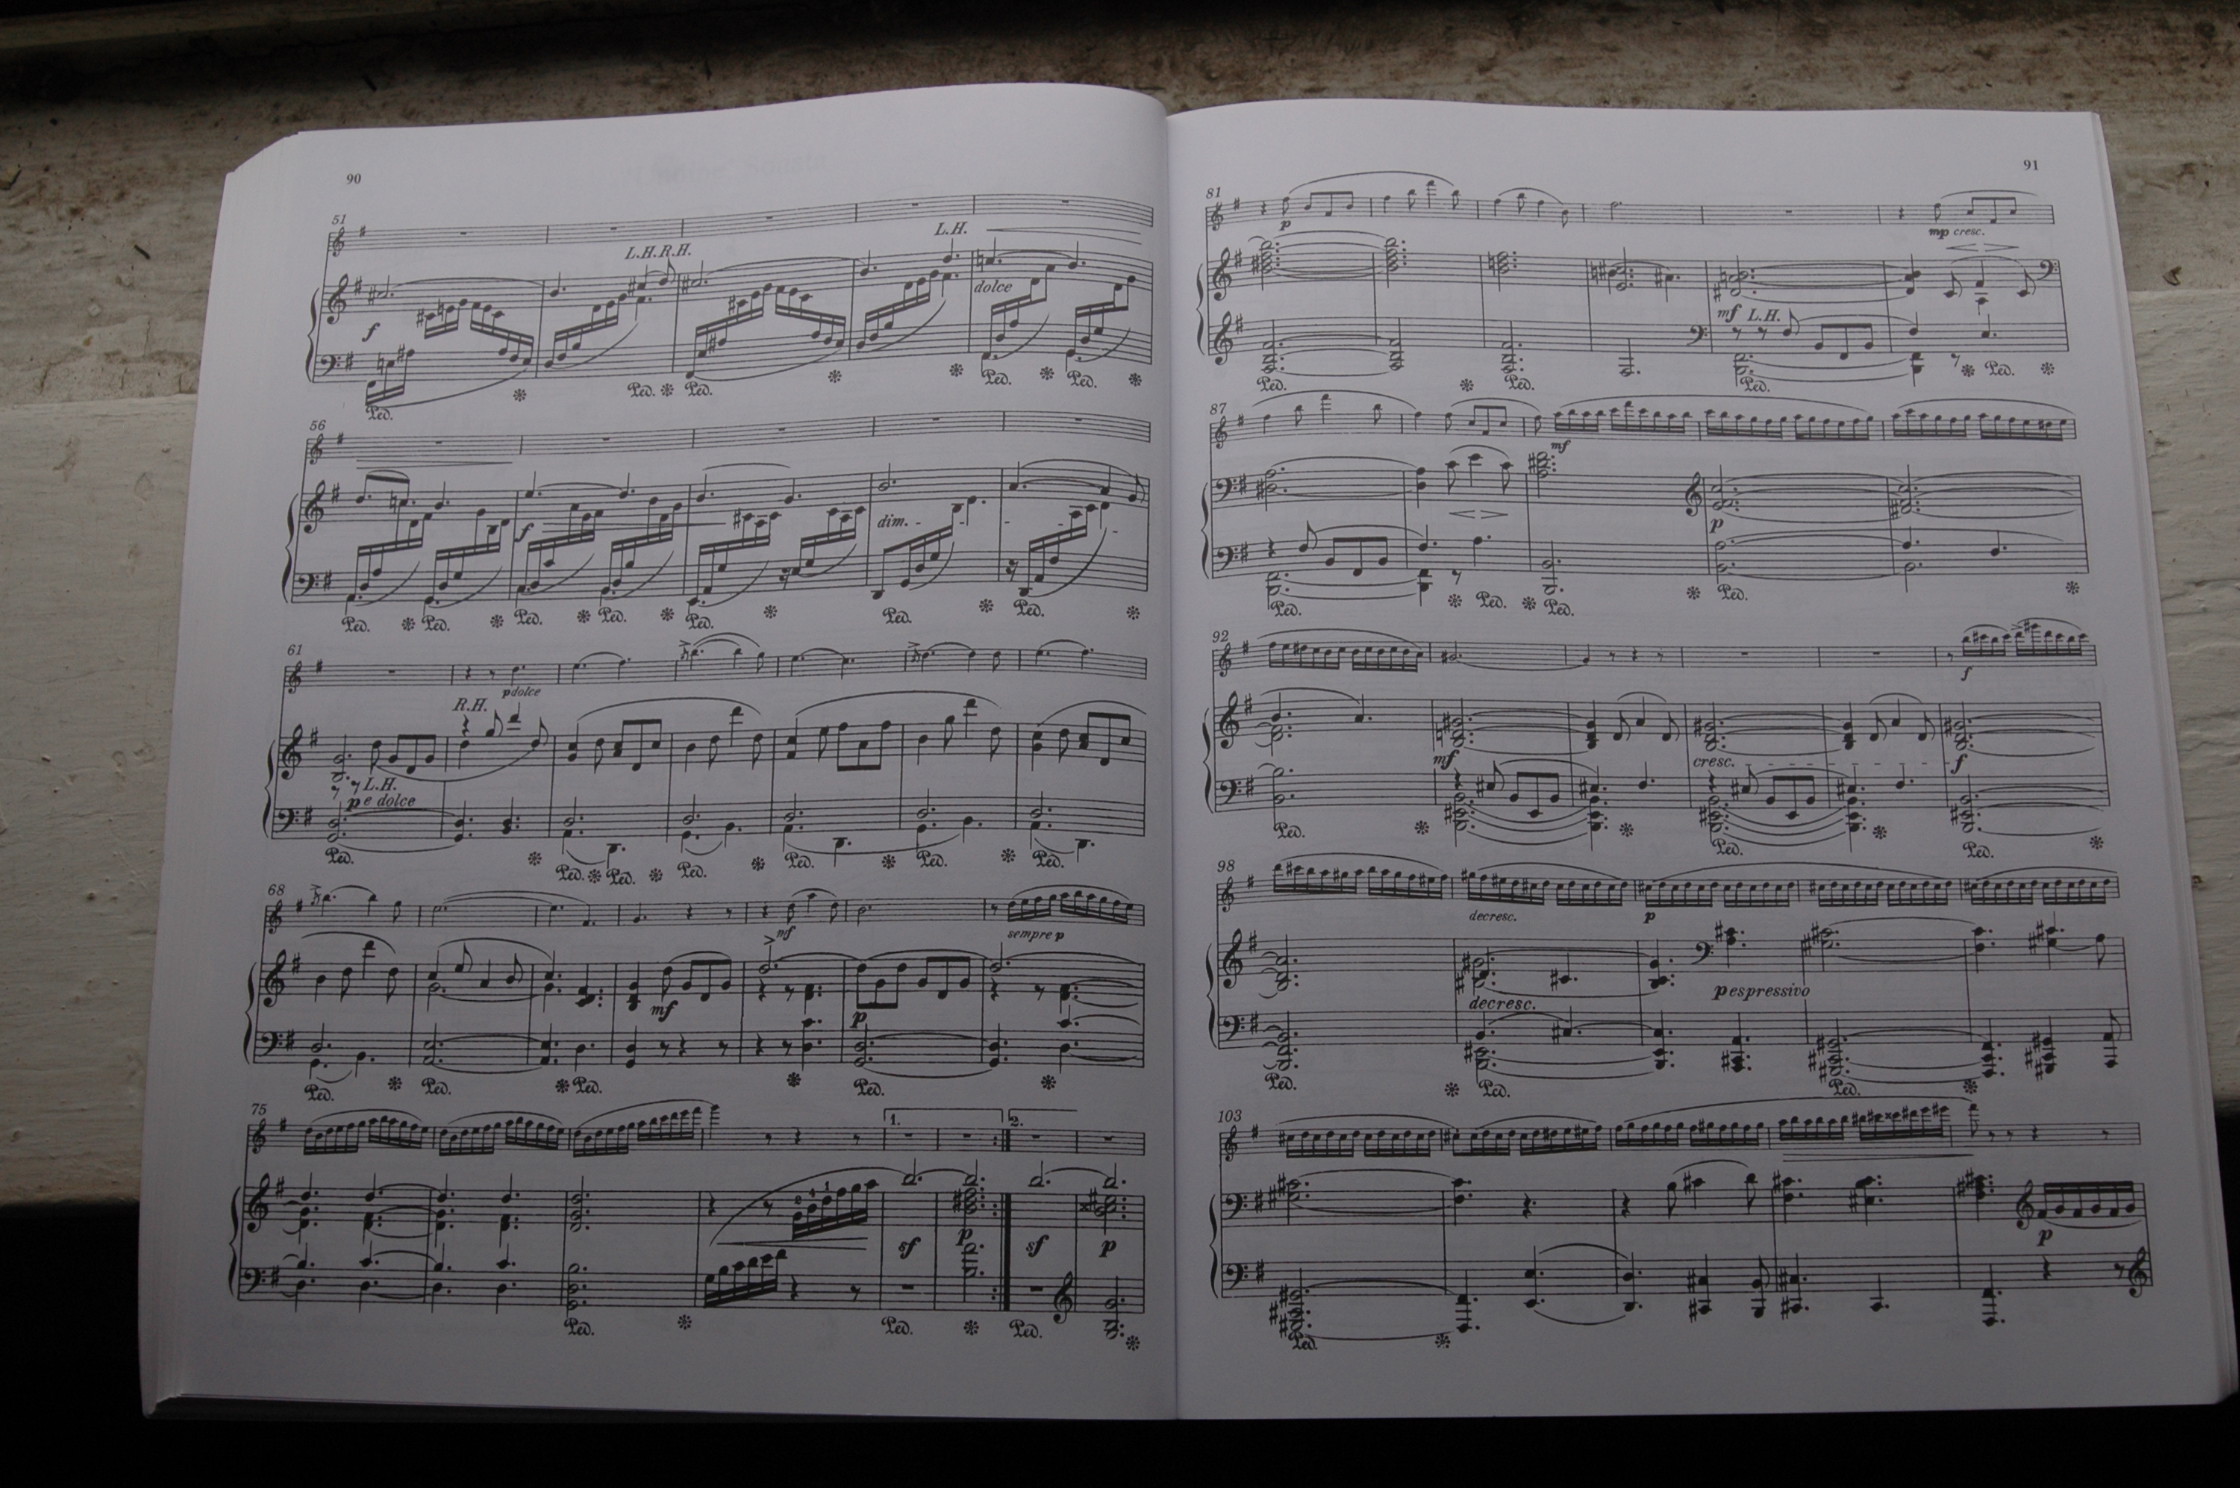 90
51
L.H. R.H.
L.H.
f
dolce
Ped. Ped. Ped. Ped. Ped.
56
f
dim.
Ped. Ped. Ped. Ped. Ped. Ped. Ped.
61
p dolce
R.H.
L.H.
p e dolce
Ped. Ped. Ped. Ped. Ped. Ped. Ped.
68
mf
sempre p
mf
p
Ped. Ped. Ped. Ped.
75
1. 2.
sf p sf p
Ped. Ped. Ped.
91
81
p
mp cresc.
mf L.H.
Ped. Ped. Ped. Ped.
87
mf
p
Ped. Ped. Ped. Ped.
92
f
mf
cresc.
f
Ped. Ped. Ped.
98
decresc.
p
p espressivo
decresc.
Ped. Ped. Ped.
103
p
Ped.